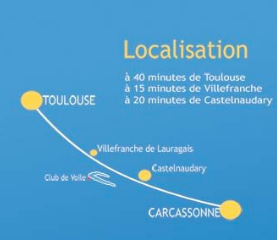 Localisation
à 40 minutes de Toulouse
à 15 minutes de Villefranche
à 20 minutes de Castelnaudary
TOULOUSE
Villefranche de Lauragais
Castelnaudary
Club de Voile
CARCASSONNE